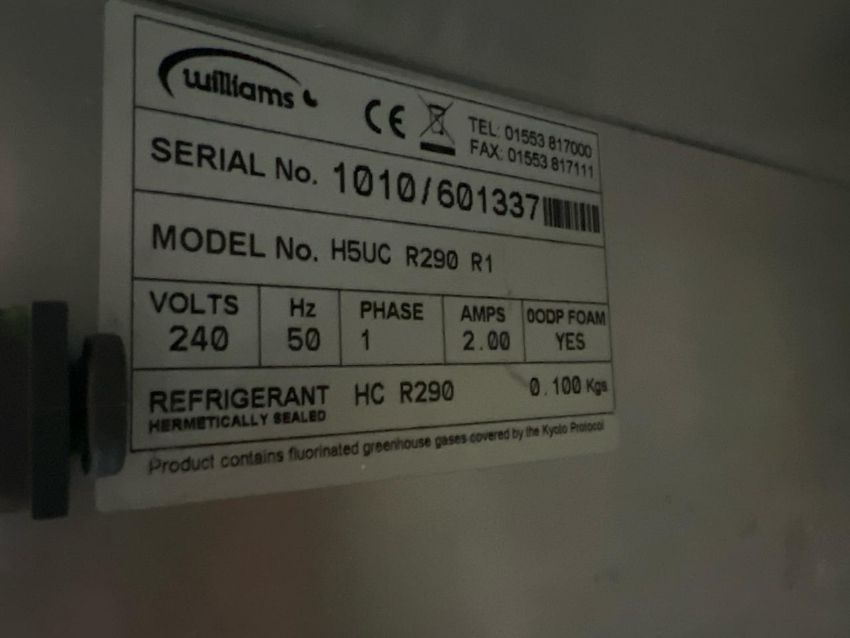 williams
CE
TEL: 01553 817000
FAX: 01553 817111
SERIAL No. 1010/601337
MODEL No. H5UC R290 R1
VOLTS Hz PHASE AMPS 0ODP FOAM
240 50 1 2.00 YES
REFRIGERANT HC R290 0.100 Kgs
HERMETICALLY SEALED
Product contains fluorinated greenhouse gases covered by the Kyoto Protocol